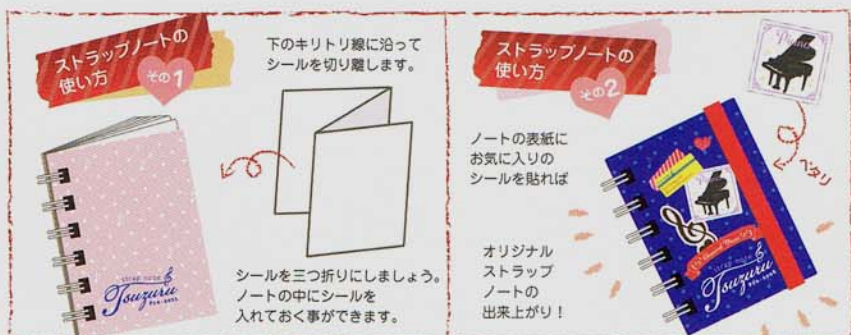 ストラップノートの
使い方
その1
下のキリトリ線に沿って
シールを切り離します。
strap note
Tsuzuru
シールを三つ折りにしましょう。
ノートの中にシールを
入れておく事ができます。
ストラップノートの
使い方
その2
Piano
ペタリ
ノートの表紙に
お気に入りの
シールを貼れば
strap note
Tsuzuru
オリジナル
ストラップ
ノートの
出来上がり！